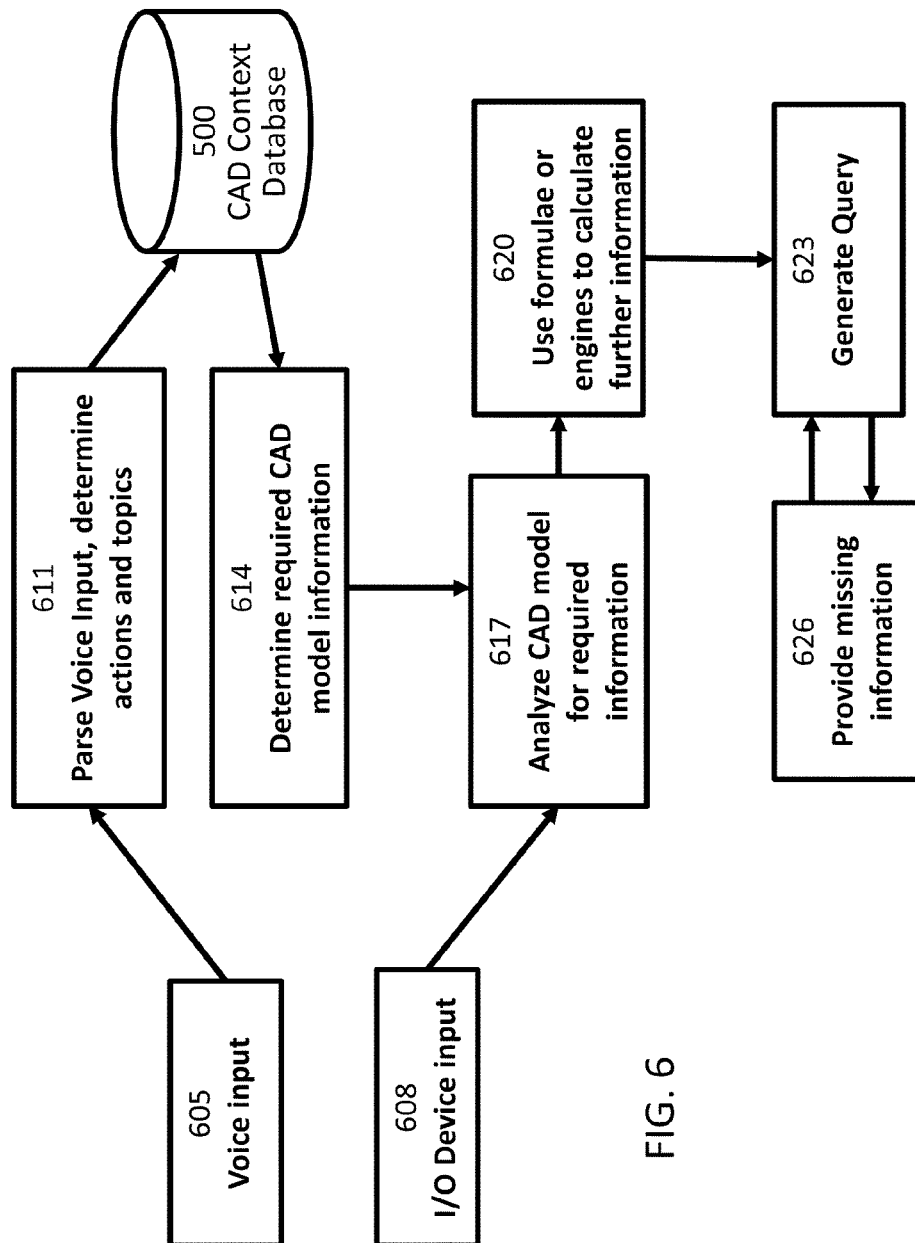 605
Voice input
608
I/O Device input
611
Parse Voice Input, determine
actions and topics
614
Determine required CAD
model information
617
Analyze CAD model
for required
information
626
Provide missing
information
500
CAD Context
Database
620
Use formulae or
engines to calculate
further information
623
Generate Query
FIG. 6